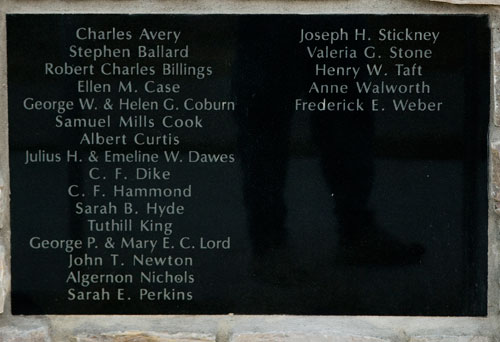 Charles Avery
Stephen Ballard
Robert Charles Billings
Ellen M. Case
George W. & Helen G. Coburn
Samuel Mills Cook
Albert Curtis
Julius H. & Emeline W. Dawes
C. F. Dike
C. F. Hammond
Sarah B. Hyde
Tuthill King
George P. & Mary E. C. Lord
John T. Newton
Algernon Nichols
Sarah E. Perkins
Joseph H. Stickney
Valeria G. Stone
Henry W. Taft
Anne Walworth
Frederick E. Weber